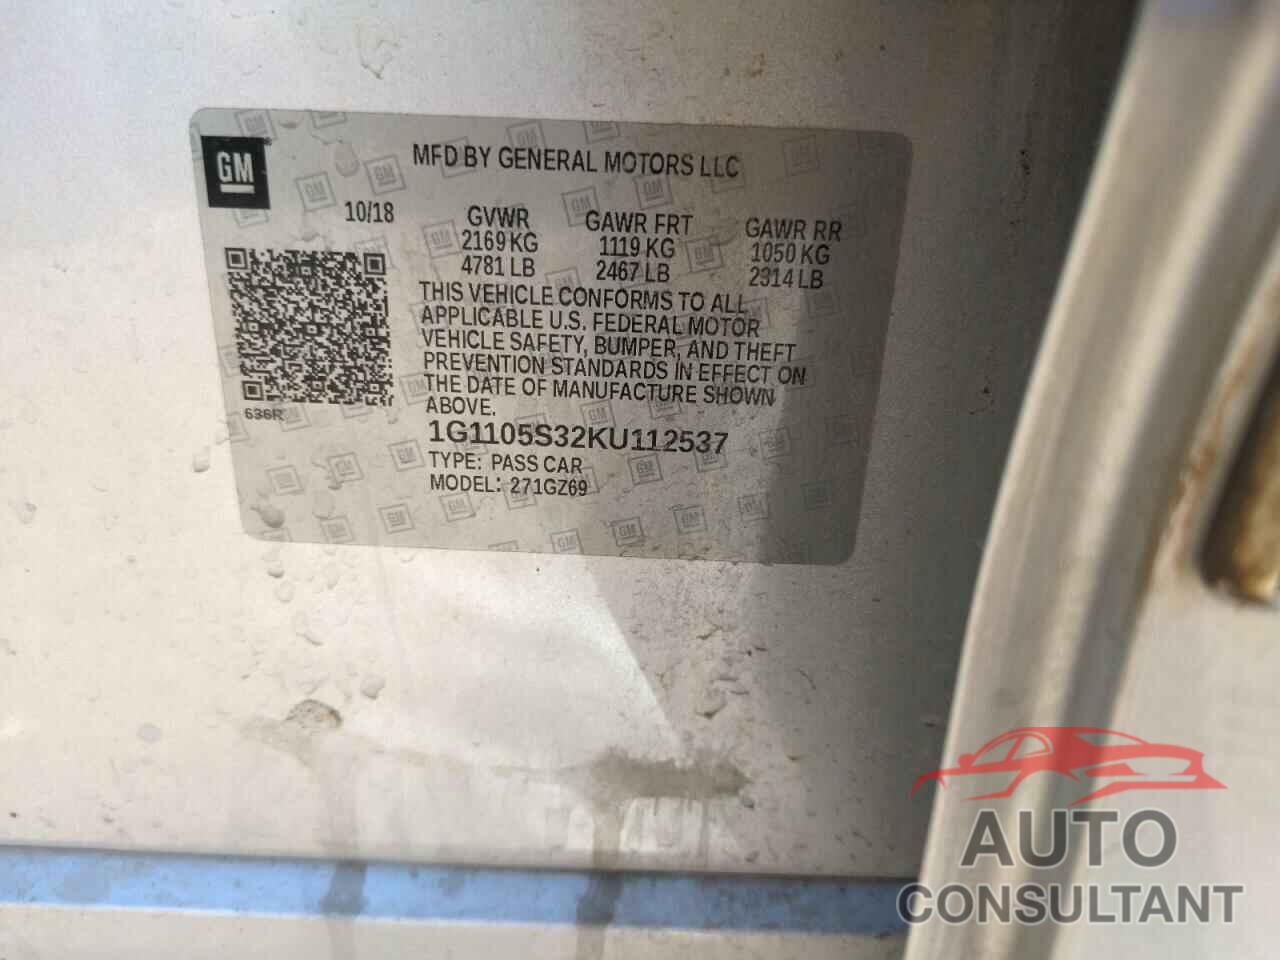 GM
MFD BY GENERAL MOTORS LLC
10/18
GVWR
2169 KG
4781 LB
GAWR FRT
1119 KG
2467 LB
GAWR RR
1050 KG
2314 LB
THIS VEHICLE CONFORMS TO ALL
APPLICABLE U.S. FEDERAL MOTOR
VEHICLE SAFETY, BUMPER, AND THEFT
PREVENTION STANDARDS IN EFFECT ON
THE DATE OF MANUFACTURE SHOWN
ABOVE.
636R
1G1105S32KU112537
TYPE: PASS CAR
MODEL: 271GZ69
AUTO
CONSULTANT